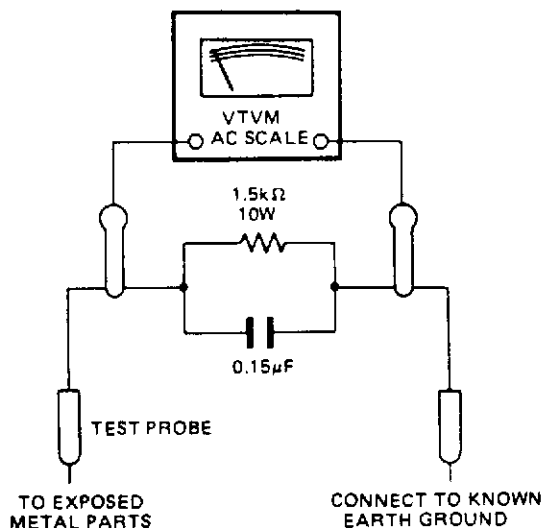 VTVM
AC SCALE
1.5kΩ
10W
0.15µF
TEST PROBE
TO EXPOSED
METAL PARTS
CONNECT TO KNOWN
EARTH GROUND